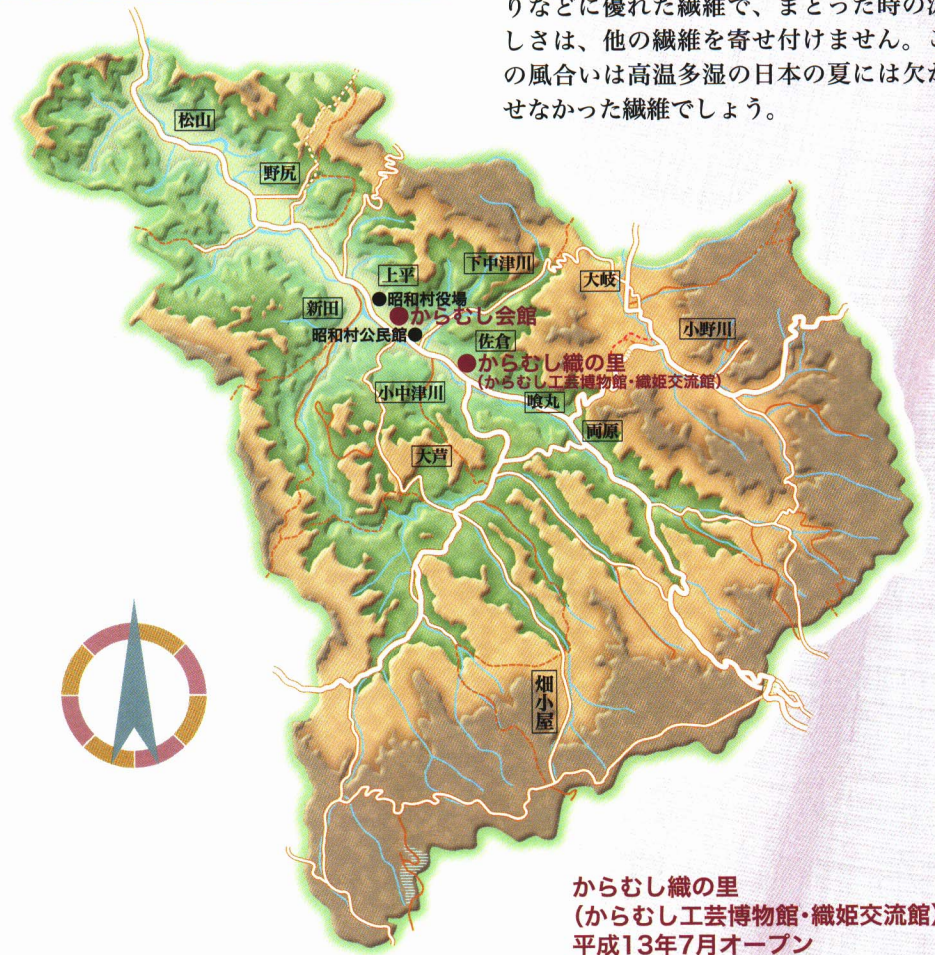 りなどに優れた繊維で、まとった時の涼
しさは、他の繊維を寄せ付けません。こ
の風合いは高温多湿の日本の夏には欠か
せなかった繊維でしょう。
松山
野尻
下中津川
上平
大岐
昭和村役場
新田
からむし会館
小野川
昭和村公民館
佐倉
からむし織の里
(からむし工芸博物館・織姫交流館)
小中津川
喰丸
両原
大芦
畑小屋
からむし織の里
(からむし工芸博物館・織姫交流館)
平成13年7月オープン